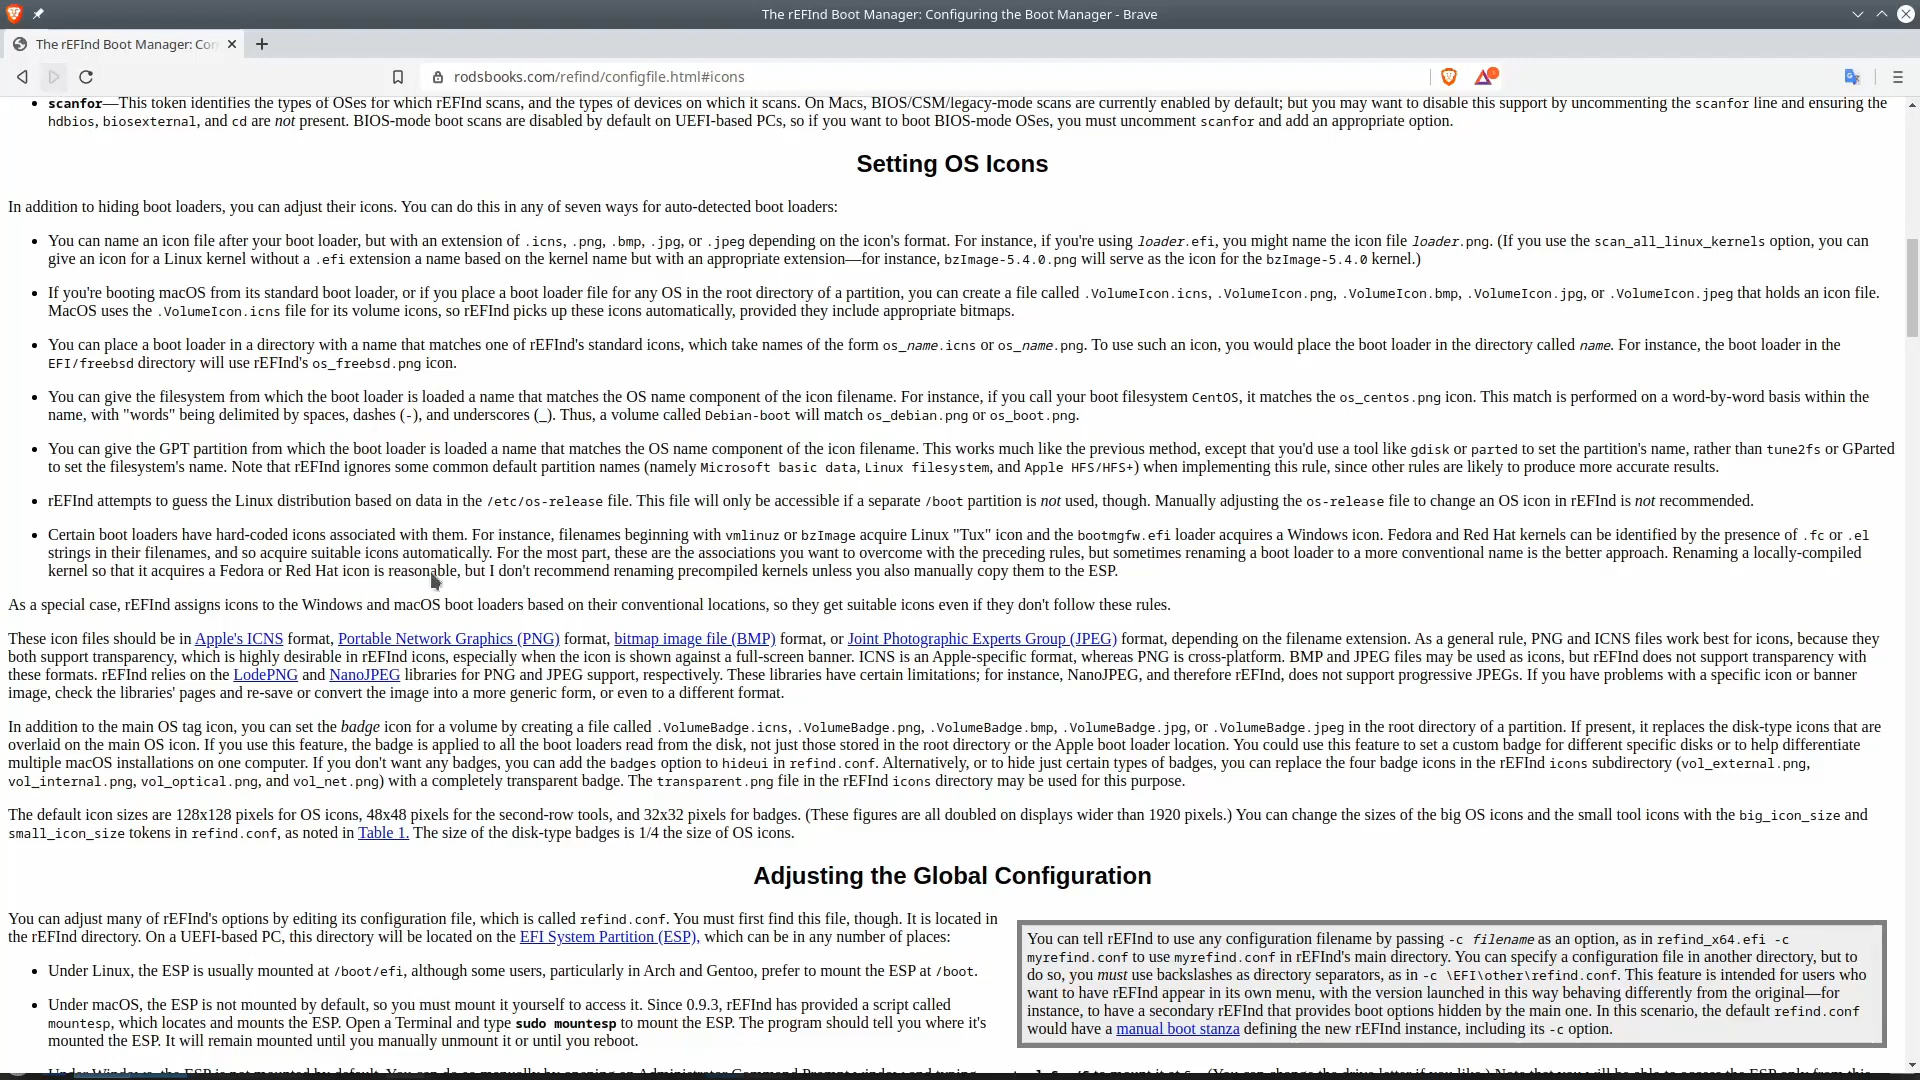 The rEFInd Boot Manager: Configuring the Boot Manager - Brave
The rEFInd Boot Manager: Con
rodsbooks.com/refind/configfile.html#icons
• scanfor—This token identifies the types of OSes for which rEFInd scans, and the types of devices on which it scans. On Macs, BIOS/CSM/legacy-mode scans are currently enabled by default; but you may want to disable this support by uncommenting the scanfor line and ensuring the
hdbios, biosexternal, and cd are not present. BIOS-mode boot scans are disabled by default on UEFI-based PCs, so if you want to boot BIOS-mode OSes, you must uncomment scanfor and add an appropriate option.
Setting OS Icons
In addition to hiding boot loaders, you can adjust their icons. You can do this in any of seven ways for auto-detected boot loaders:
• You can name an icon file after your boot loader, but with an extension of .icns, .png, .bmp, .jpg, or .jpeg depending on the icon's format. For instance, if you're using loader.efi, you might name the icon file loader.png. (If you use the scan_all_linux_kernels option, you can
give an icon for a Linux kernel without a .efi extension a name based on the kernel name but with an appropriate extension—for instance, bzImage-5.4.0.png will serve as the icon for the bzImage-5.4.0 kernel.)
• If you're booting macOS from its standard boot loader, or if you place a boot loader file for any OS in the root directory of a partition, you can create a file called .VolumeIcon.icns, .VolumeIcon.png, .VolumeIcon.bmp, .VolumeIcon.jpg, or .VolumeIcon.jpeg that holds an icon file.
MacOS uses the .VolumeIcon.icns file for its volume icons, so rEFInd picks up these icons automatically, provided they include appropriate bitmaps.
• You can place a boot loader in a directory with a name that matches one of rEFInd's standard icons, which take names of the form os_name.icns or os_name.png. To use such an icon, you would place the boot loader in the directory called name. For instance, the boot loader in the
EFI/freebsd directory will use rEFInd's os_freebsd.png icon.
• You can give the filesystem from which the boot loader is loaded a name that matches the OS name component of the icon filename. For instance, if you call your boot filesystem CentOS, it matches the os_centos.png icon. This match is performed on a word-by-word basis within the
name, with "words" being delimited by spaces, dashes (-), and underscores (_). Thus, a volume called Debian-boot will match os_debian.png or os_boot.png.
• You can give the GPT partition from which the boot loader is loaded a name that matches the OS name component of the icon filename. This works much like the previous method, except that you'd use a tool like gdisk or parted to set the partition's name, rather than tune2fs or GParted
to set the filesystem's name. Note that rEFInd ignores some common default partition names (namely Microsoft basic data, Linux filesystem, and Apple HFS/HFS+) when implementing this rule, since other rules are likely to produce more accurate results.
• rEFInd attempts to guess the Linux distribution based on data in the /etc/os-release file. This file will only be accessible if a separate /boot partition is not used, though. Manually adjusting the os-release file to change an OS icon in rEFInd is not recommended.
• Certain boot loaders have hard-coded icons associated with them. For instance, filenames beginning with vmlinuz or bzImage acquire Linux "Tux" icon and the bootmgfw.efi loader acquires a Windows icon. Fedora and Red Hat kernels can be identified by the presence of .fc or .el
strings in their filenames, and so acquire suitable icons automatically. For the most part, these are the associations you want to overcome with the preceding rules, but sometimes renaming a boot loader to a more conventional name is the better approach. Renaming a locally-compiled
kernel so that it acquires a Fedora or Red Hat icon is reasonable, but I don't recommend renaming precompiled kernels unless you also manually copy them to the ESP.
As a special case, rEFInd assigns icons to the Windows and macOS boot loaders based on their conventional locations, so they get suitable icons even if they don't follow these rules.
These icon files should be in Apple's ICNS format, Portable Network Graphics (PNG) format, bitmap image file (BMP) format, or Joint Photographic Experts Group (JPEG) format, depending on the filename extension. As a general rule, PNG and ICNS files work best for icons, because they
both support transparency, which is highly desirable in rEFInd icons, especially when the icon is shown against a full-screen banner. ICNS is an Apple-specific format, whereas PNG is cross-platform. BMP and JPEG files may be used as icons, but rEFInd does not support transparency with
these formats. rEFInd relies on the LodePNG and NanoJPEG libraries for PNG and JPEG support, respectively. These libraries have certain limitations; for instance, NanoJPEG, and therefore rEFInd, does not support progressive JPEGs. If you have problems with a specific icon or banner
image, check the libraries' pages and re-save or convert the image into a more generic form, or even to a different format.
In addition to the main OS tag icon, you can set the badge icon for a volume by creating a file called .VolumeBadge.icns, .VolumeBadge.png, .VolumeBadge.bmp, .VolumeBadge.jpg, or .VolumeBadge.jpeg in the root directory of a partition. If present, it replaces the disk-type icons that are
overlaid on the main OS icon. If you use this feature, the badge is applied to all the boot loaders read from the disk, not just those stored in the root directory or the Apple boot loader location. You could use this feature to set a custom badge for different specific disks or to help differentiate
multiple macOS installations on one computer. If you don't want any badges, you can add the badges option to hideui in refind.conf. Alternatively, or to hide just certain types of badges, you can replace the four badge icons in the rEFInd icons subdirectory (vol_external.png,
vol_internal.png, vol_optical.png, and vol_net.png) with a completely transparent badge. The transparent.png file in the rEFInd icons directory may be used for this purpose.
The default icon sizes are 128x128 pixels for OS icons, 48x48 pixels for the second-row tools, and 32x32 pixels for badges. (These figures are all doubled on displays wider than 1920 pixels.) You can change the sizes of the big OS icons and the small tool icons with the big_icon_size and
small_icon_size tokens in refind.conf, as noted in Table 1. The size of the disk-type badges is 1/4 the size of OS icons.
Adjusting the Global Configuration
You can adjust many of rEFInd's options by editing its configuration file, which is called refind.conf. You must first find this file, though. It is located in
the rEFInd directory. On a UEFI-based PC, this directory will be located on the EFI System Partition (ESP), which can be in any number of places:
• Under Linux, the ESP is usually mounted at /boot/efi, although some users, particularly in Arch and Gentoo, prefer to mount the ESP at /boot.
• Under macOS, the ESP is not mounted by default, so you must mount it yourself to access it. Since 0.9.3, rEFInd has provided a script called
mountesp, which locates and mounts the ESP. Open a Terminal and type sudo mountesp to mount the ESP. The program should tell you where it's
mounted the ESP. It will remain mounted until you manually unmount it or until you reboot.
You can tell rEFInd to use any configuration filename by passing -c filename as an option, as in refind_x64.efi -c
myrefind.conf to use myrefind.conf in rEFInd's main directory. You can specify a configuration file in another directory, but to
do so, you must use backslashes as directory separators, as in -c \EFI\other\refind.conf. This feature is intended for users who
want to have rEFInd appear in its own menu, with the version launched in this way behaving differently from the original—for
instance, to have a secondary rEFInd that provides boot options hidden by the main one. In this scenario, the default refind.conf
would have a manual boot stanza defining the new rEFInd instance, including its -c option.